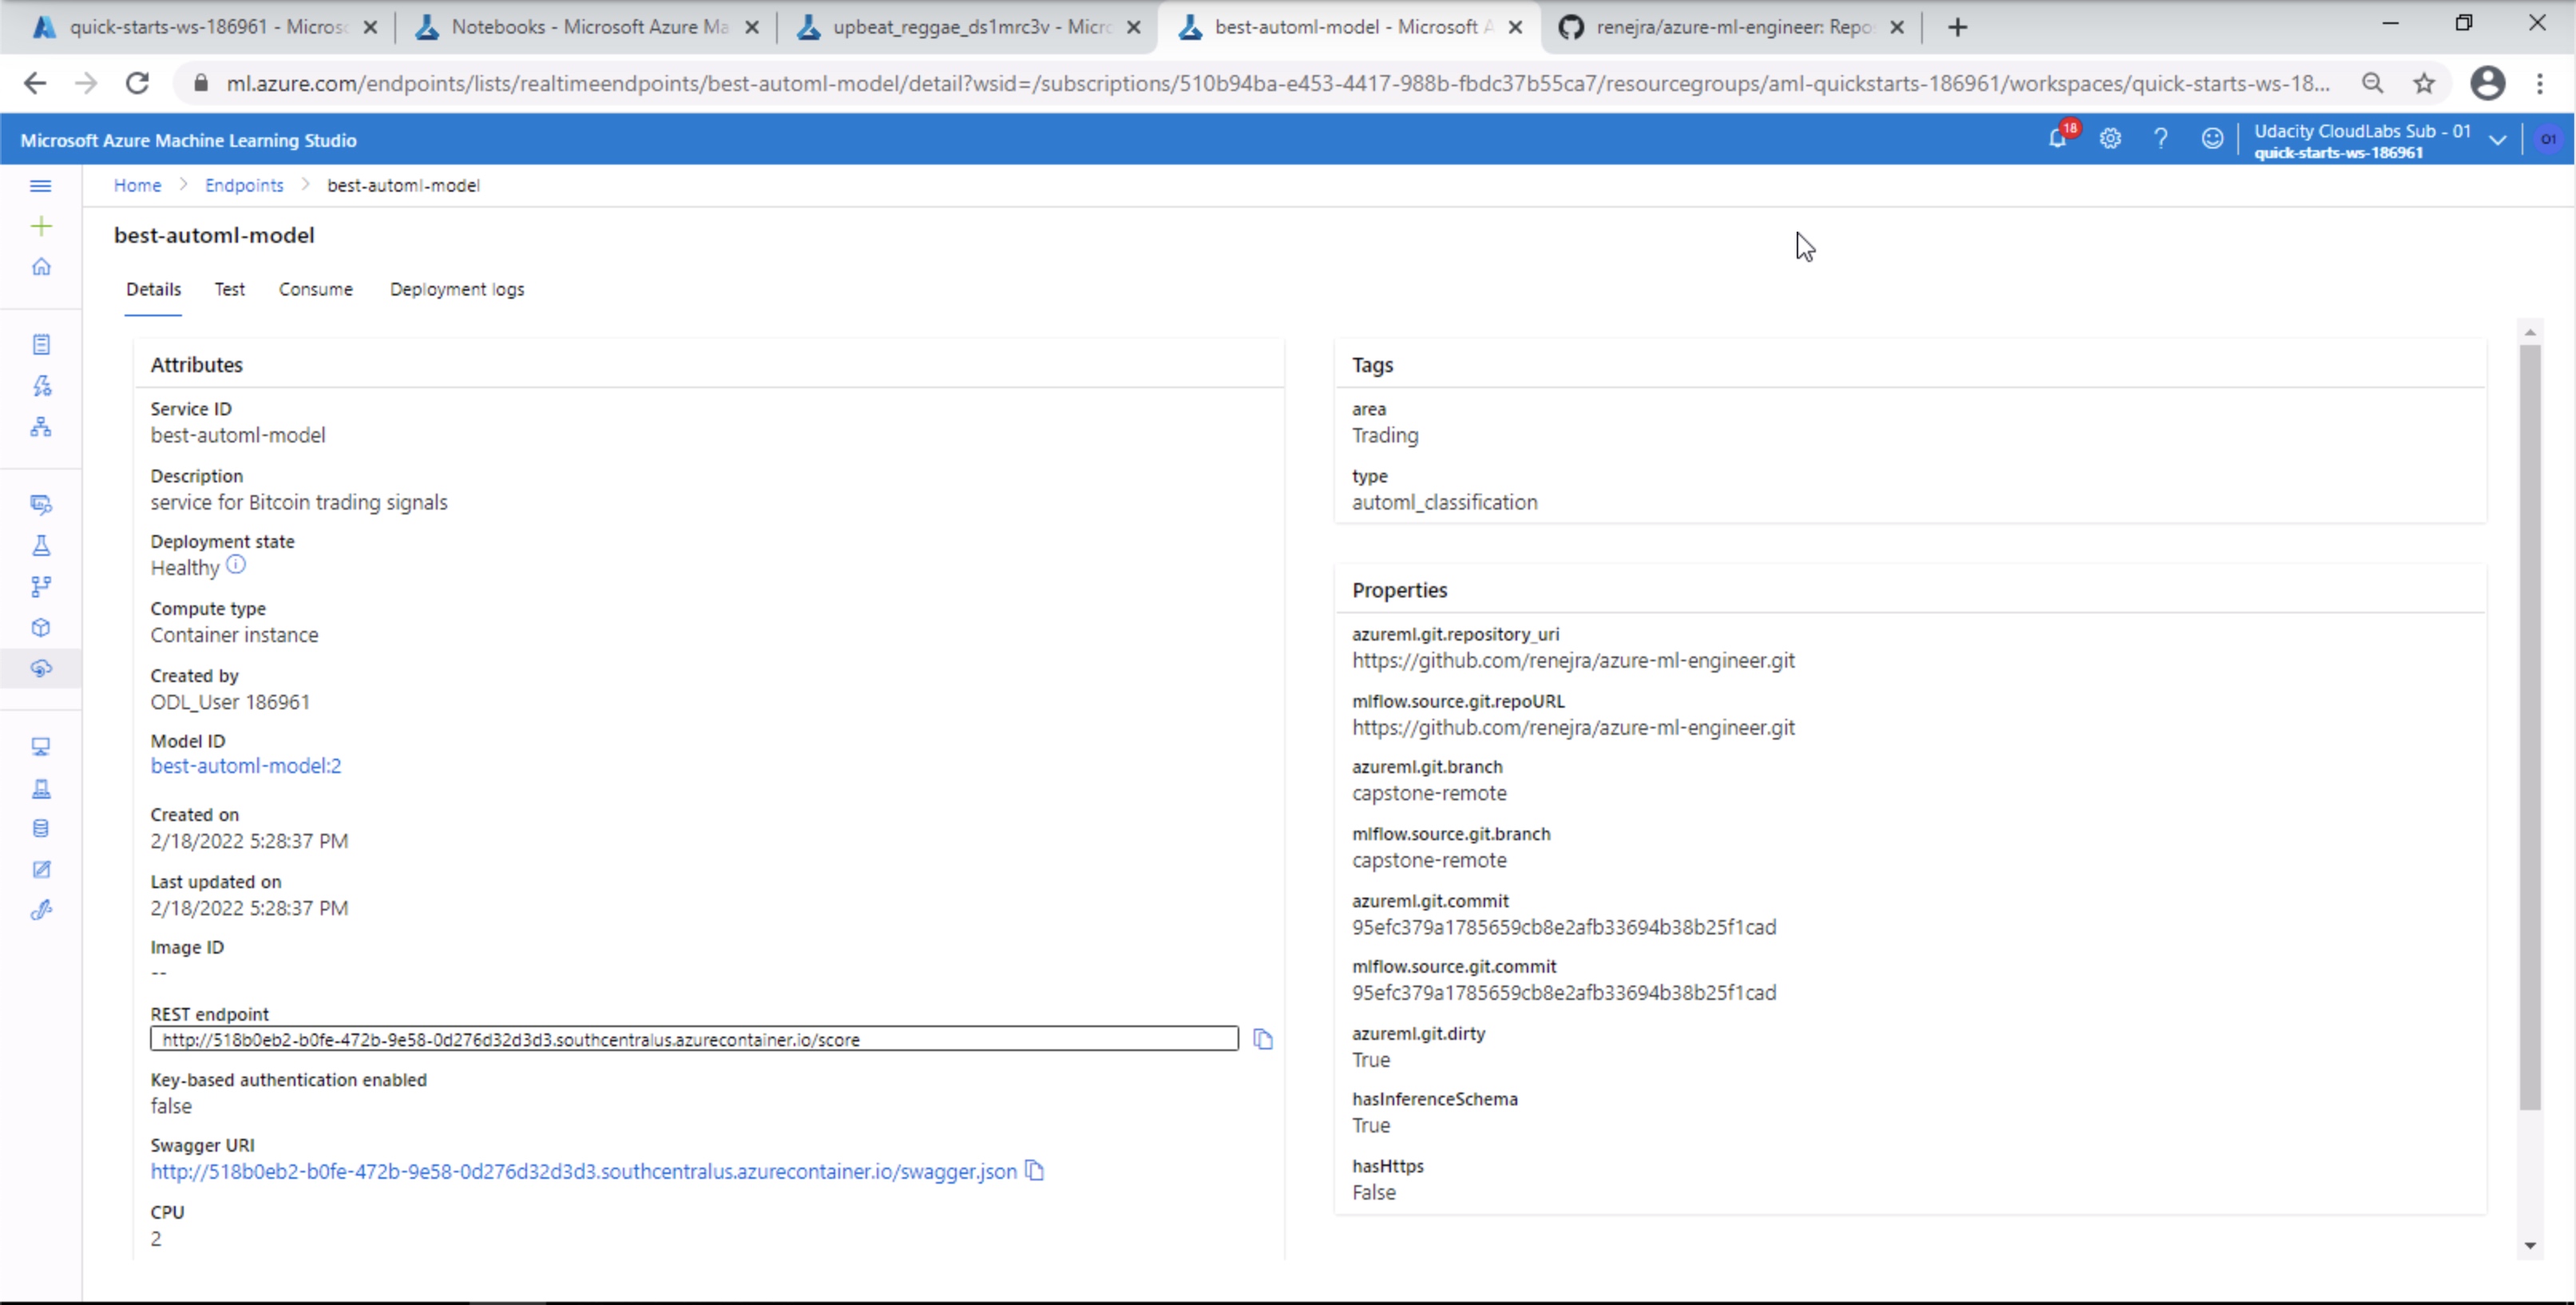 quick-starts-ws-186961 - Micros
Notebooks - Microsoft Azure Ma
upbeat_reggae_ds1mrc3v - Micro
best-automl-model - Microsoft A
renejra/azure-ml-engineer: Repo
ml.azure.com/endpoints/lists/realtimeendpoints/best-automl-model/detail?wsid=/subscriptions/510b94ba-e453-4417-988b-fbdc37b55ca7/resourcegroups/aml-quickstarts-186961/workspaces/quick-starts-ws-18...
Microsoft Azure Machine Learning Studio
18
Udacity CloudLabs Sub - 01
quick-starts-ws-186961
O1
Home > Endpoints > best-automl-model
best-automl-model
Details Test Consume Deployment logs
Attributes
Service ID
best-automl-model
Description
service for Bitcoin trading signals
Deployment state
Healthy
Compute type
Container instance
Created by
ODL_User 186961
Model ID
best-automl-model:2
Created on
2/18/2022 5:28:37 PM
Last updated on
2/18/2022 5:28:37 PM
Image ID
--
REST endpoint
http://518b0eb2-b0fe-472b-9e58-0d276d32d3d3.southcentralus.azurecontainer.io/score
Key-based authentication enabled
false
Swagger URI
http://518b0eb2-b0fe-472b-9e58-0d276d32d3d3.southcentralus.azurecontainer.io/swagger.json
CPU
2
Tags
area
Trading
type
automl_classification
Properties
azureml.git.repository_uri
https://github.com/renejra/azure-ml-engineer.git
mlflow.source.git.repoURL
https://github.com/renejra/azure-ml-engineer.git
azureml.git.branch
capstone-remote
mlflow.source.git.branch
capstone-remote
azureml.git.commit
95efc379a1785659cb8e2afb33694b38b25f1cad
mlflow.source.git.commit
95efc379a1785659cb8e2afb33694b38b25f1cad
azureml.git.dirty
True
hasInferenceSchema
True
hasHttps
False